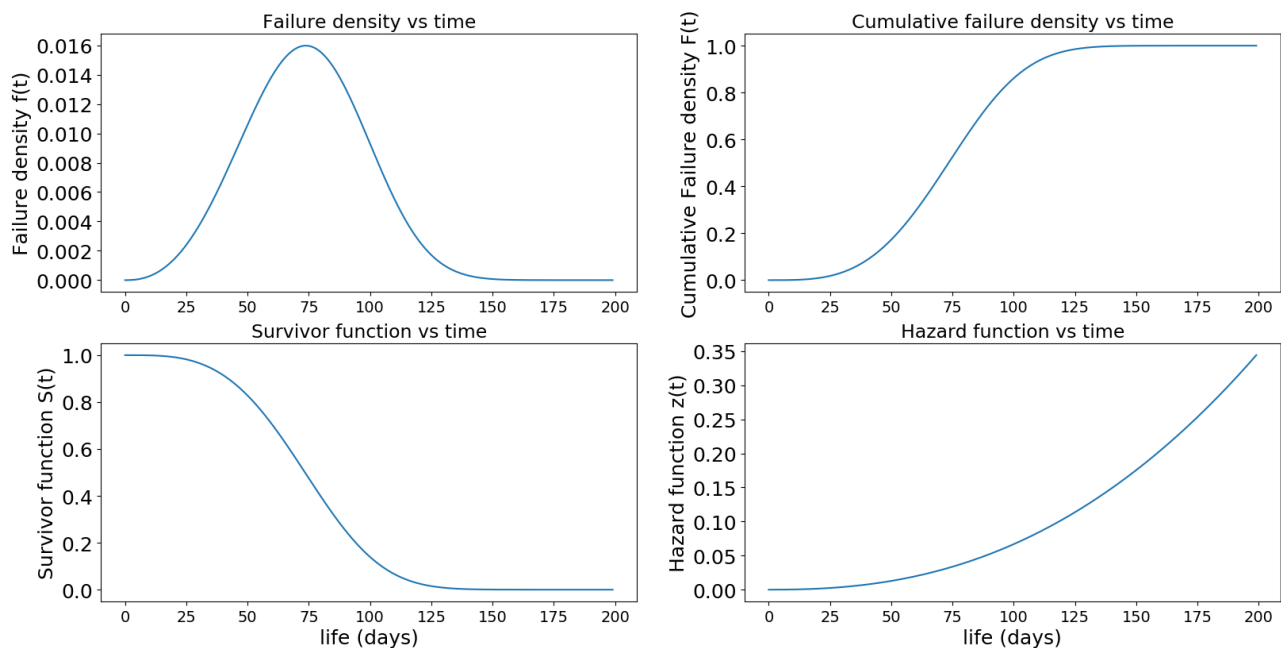 Failure density vs time
Failure density f(t)
0.016
0.014
0.012
0.010
0.008
0.006
0.004
0.002
0.000
0 25 50 75 100 125 150 175 200
Cumulative failure density vs time
Cumulative Failure density F(t)
1.0
0.8
0.6
0.4
0.2
0.0
0 25 50 75 100 125 150 175 200
Survivor function vs time
Survivor function S(t)
1.0
0.8
0.6
0.4
0.2
0.0
0 25 50 75 100 125 150 175 200
life (days)
Hazard function vs time
Hazard function z(t)
0.35
0.30
0.25
0.20
0.15
0.10
0.05
0.00
0 25 50 75 100 125 150 175 200
life (days)